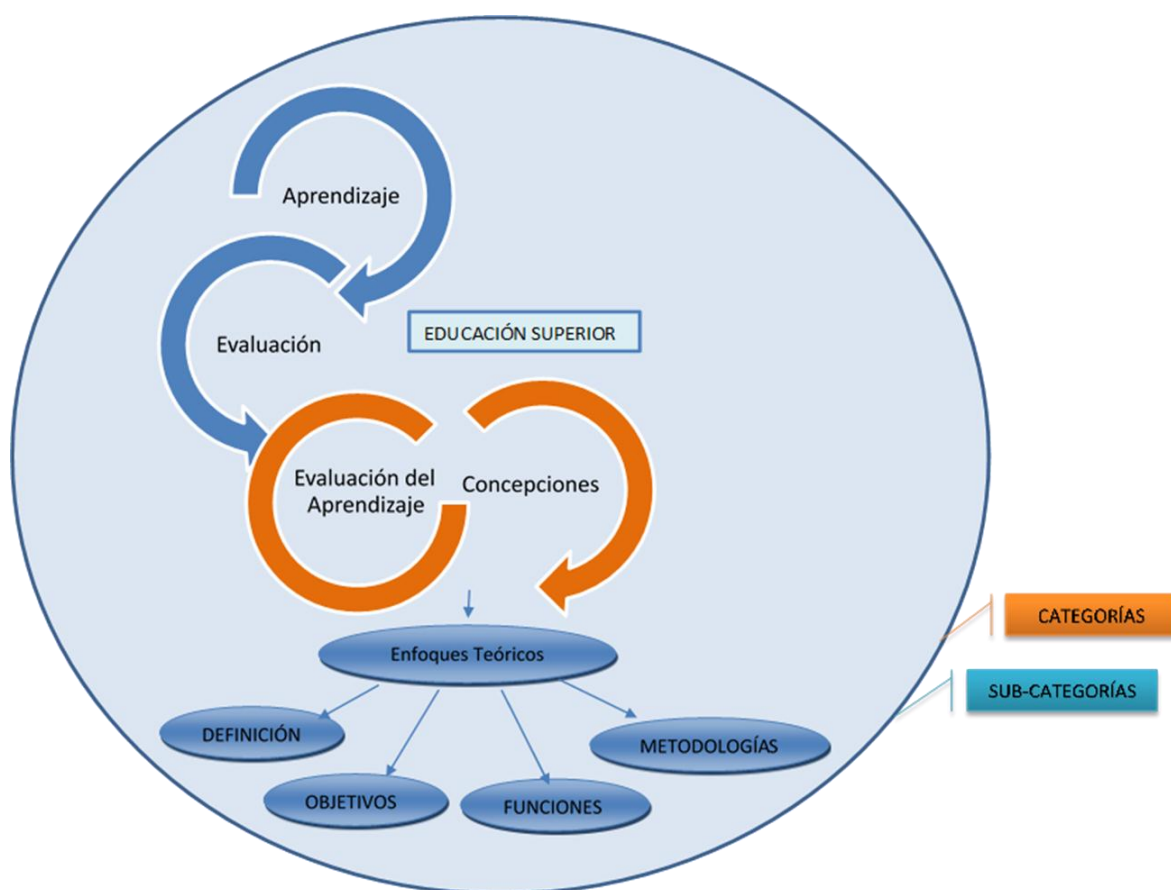 Aprendizaje
Evaluación
EDUCACIÓN SUPERIOR
Evaluación del
Aprendizaje
Concepciones
Enfoques Teóricos
DEFINICIÓN
OBJETIVOS
FUNCIONES
METODOLOGÍAS
CATEGORÍAS
SUB-CATEGORÍAS